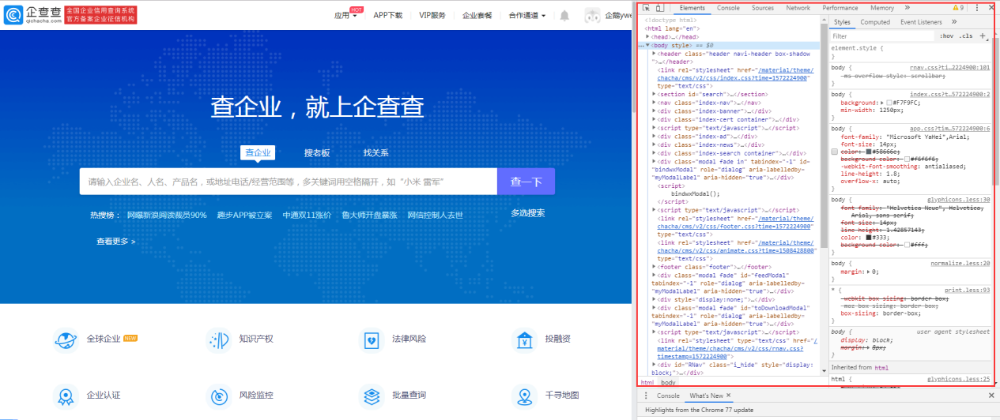 企查查
qichacha.com
全国企业信用查询系统
官方备案企业征信机构
应用
HOT
APP下载
VIP服务
企业套餐
合作通道
企鹅ywe
查企业，就上企查查
查企业
搜老板
找关系
请输入企业名、人名、产品名，或地址电话/经营范围等，多关键词用空格隔开，如“小米 雷军”
查一下
热搜榜：
网曝新浪阅读裁员90%
趣步APP被立案
中通双11涨价
鲁大师开盘暴涨
网信控制人去世
多选搜索
查看更多 >
全球企业
NEW
知识产权
法律风险
投融资
企业认证
风险监控
批量查询
千寻地图
Elements
Console
Sources
Network
Performance
Memory
»
9
<!doctype html>
<html lang="en">
<head>…</head>
<body style> == $0
<header class="header navi-header box-shadow
">…</header>
<link rel="stylesheet" href="/material/theme/
chacha/cms/v2/css/index.css?time=1572224900"
type="text/css">
<section id="search">…</section>
<nav class="index-nav">…</nav>
<div class="index-banner">…</div>
<div class="index-cert container">…</div>
<script type="text/javascript">…</script>
<div class="index-ad">…</div>
<div class="index-news">…</div>
<div class="index-search container">…</div>
<div class="modal fade in" tabindex="-1" id=
"bindwxModal" role="dialog" aria-labelledby=
"myModalLabel" aria-hidden="true">…</div>
<script>
bindwxModal();
</script>
<script type="text/javascript">…</script>
<link rel="stylesheet" href="/material/theme/
chacha/cms/v2/css/footer.css?time=1572224900"
type="text/css">
<link rel="stylesheet" href="/material/theme/
chacha/cms/v2/css/animate.css?time=1508428800"
type="text/css">
<footer class="footer">…</footer>
<div class="modal fade" id="feedModal"
tabindex="-1" role="dialog" aria-labelledby=
"myModalLabel" aria-hidden="true">…</div>
<div style="display:none;">…</div>
<div class="modal fade" id="toDownloadModal"
tabindex="-1" role="dialog" aria-labelledby=
"myModalLabel" aria-hidden="true">…</div>
<script type="text/javascript">…</script>
<link rel="stylesheet" type="text/css" href="/
material/theme/chacha/cms/v2/css/rnav.css?
timestamp=1572224900">
<div id="RNav" class="i_hide" style="display:
block;">…</div>
html
body
Styles
Computed
Event Listeners
»
Filter
:hov
.cls
+
element.style {
}
body {
rnav.css?ti…2224900:101
-ms-overflow-style: scrollbar;
}
body {
index.css?t…572224900:2
background: #F7F9FC;
min-width: 1250px;
}
body {
app.css?tim…572224900:6
font-family: "Microsoft YaHei",Arial;
font-size: 14px;
color: #58666e;
background-color: #f6f6f6;
-webkit-font-smoothing: antialiased;
line-height: 1.8;
overflow-x: auto;
}
body {
glyphicons.less:30
font-family: "Helvetica Neue", Helvetica,
Arial, sans-serif;
font-size: 14px;
line-height: 1.42857143;
color: #333;
background-color: #fff;
}
body {
normalize.less:20
margin: 0;
}
* {
print.less:93
-webkit-box-sizing: border-box;
-moz-box-sizing: border-box;
box-sizing: border-box;
}
body {
user agent stylesheet
display: block;
margin: 8px;
}
Inherited from html
html {
glyphicons.less:25
Console
What's New
Highlights from the Chrome 77 update